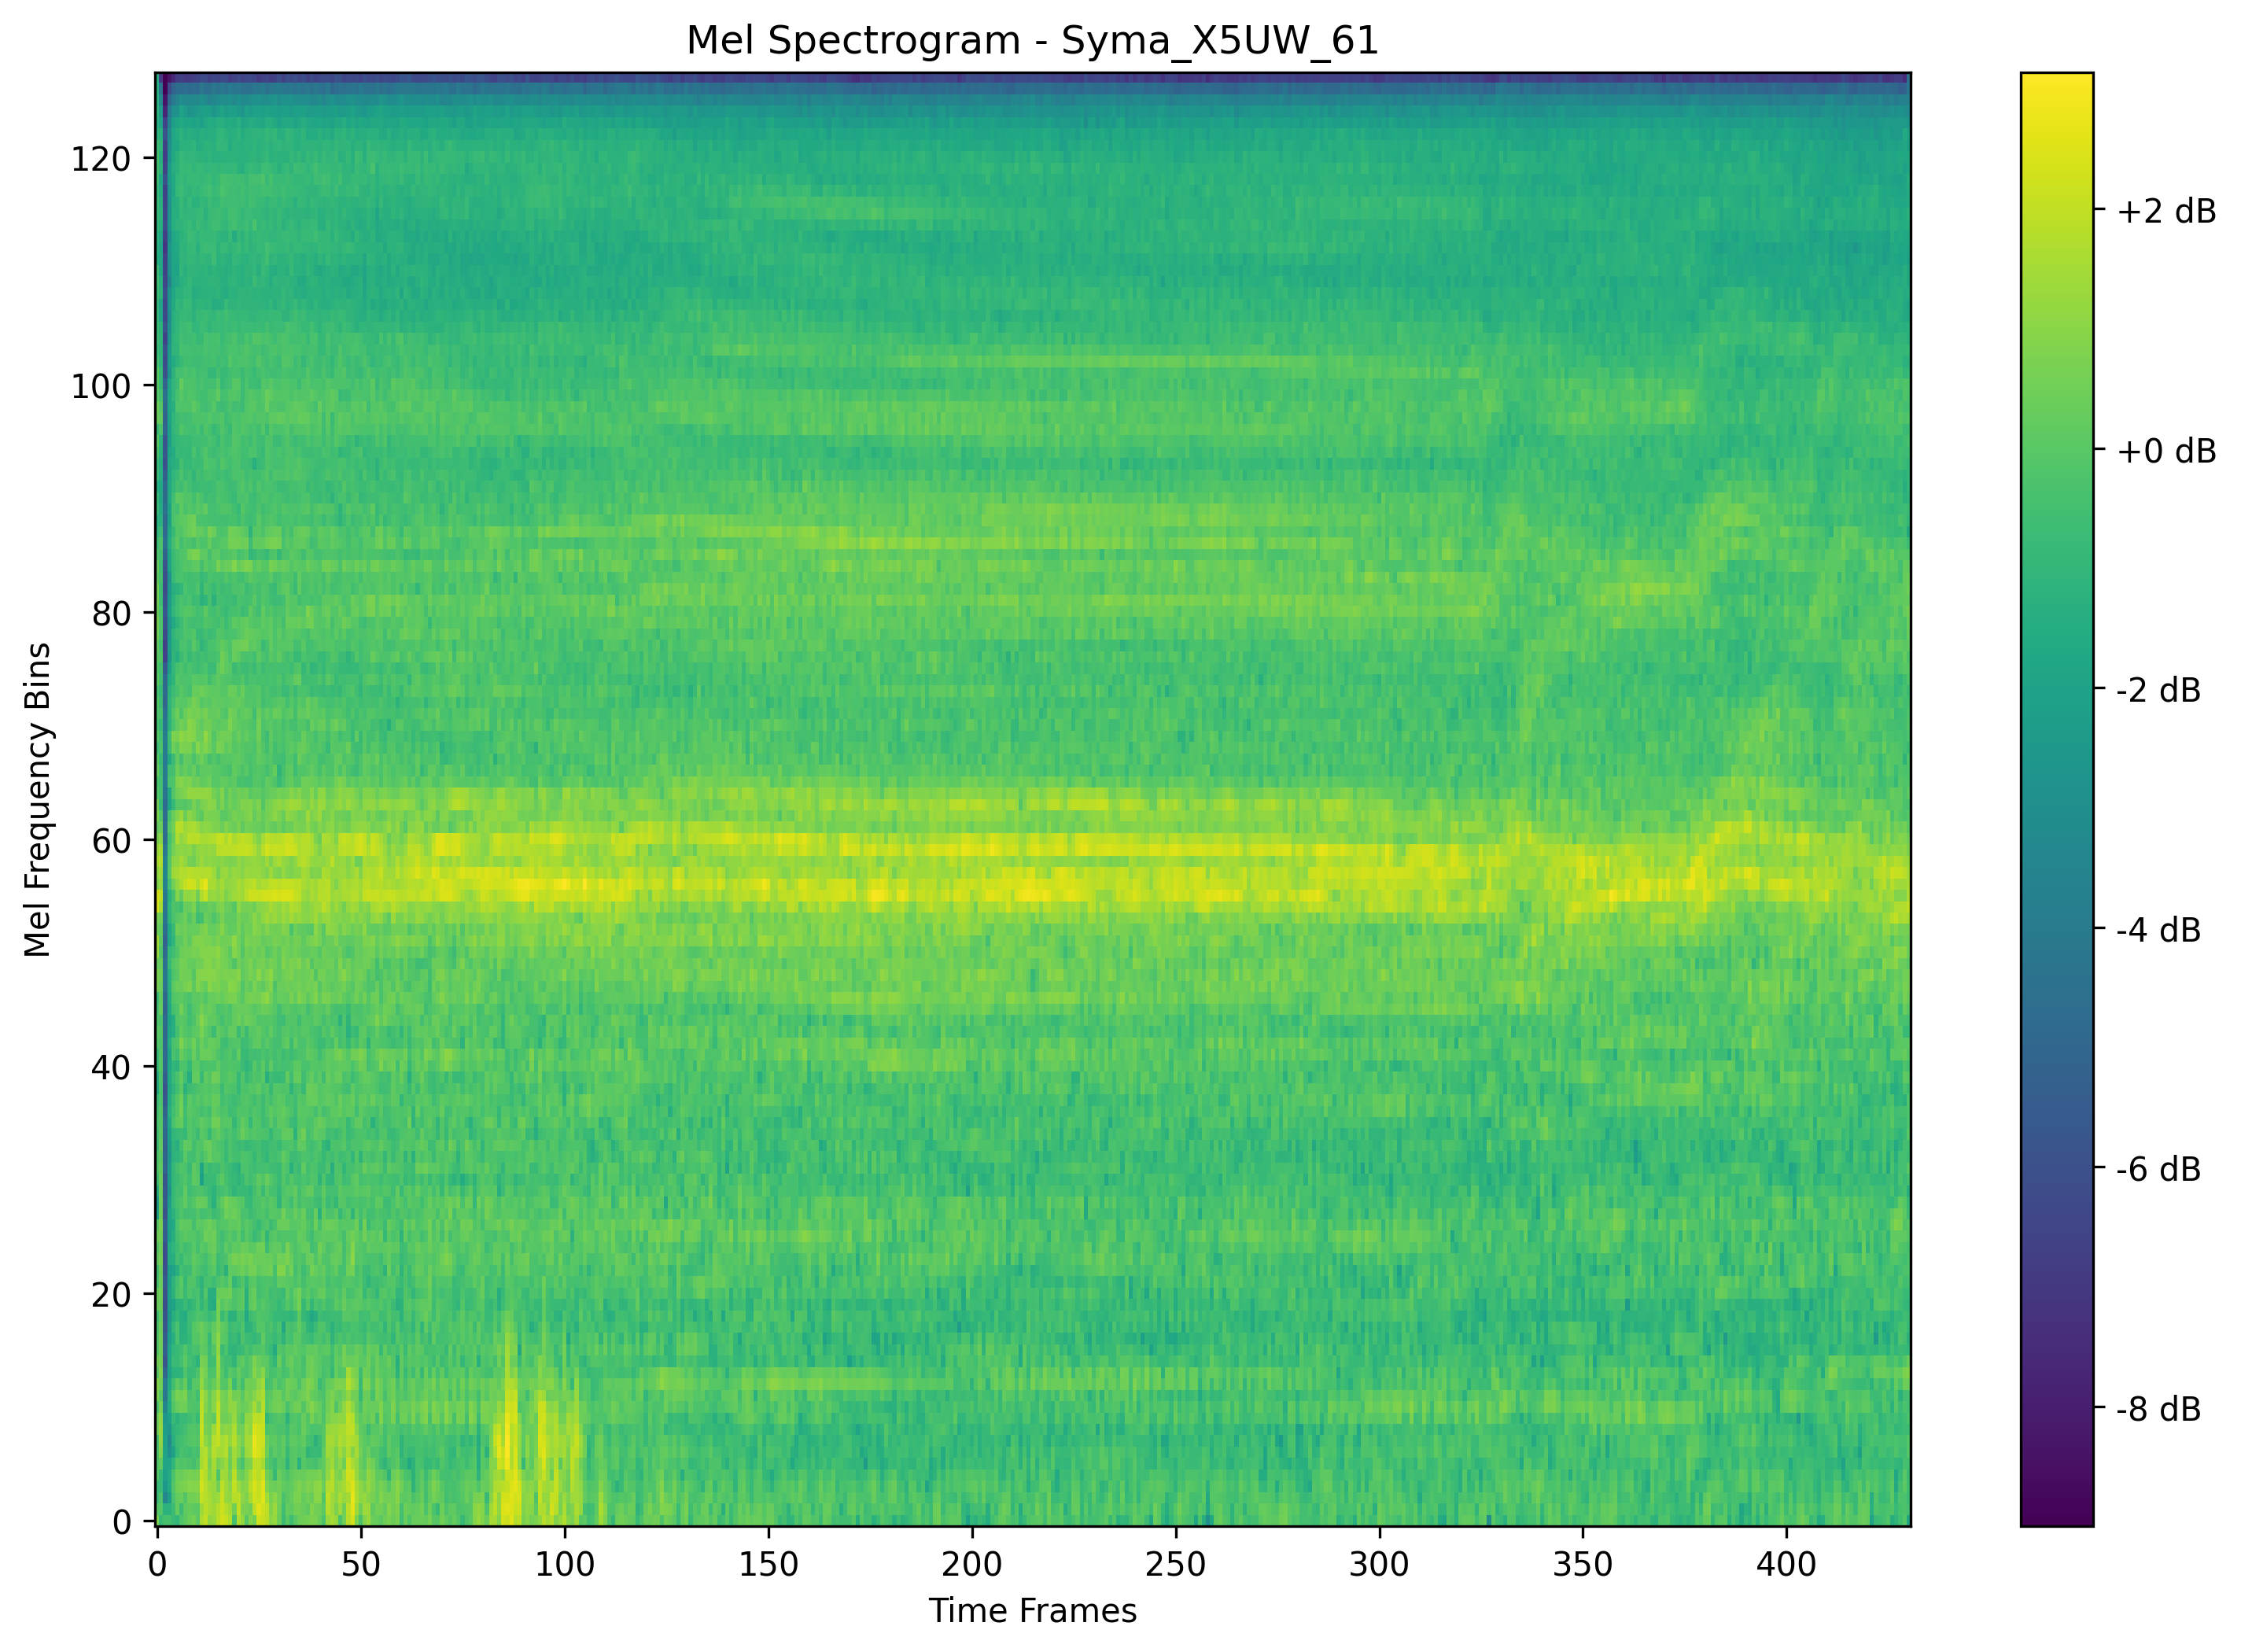 Mel Spectrogram - Syma_X5UW_61
Mel Frequency Bins
120
100
80
60
40
20
0
0 50 100 150 200 250 300 350 400
Time Frames
+2 dB
+0 dB
-2 dB
-4 dB
-6 dB
-8 dB